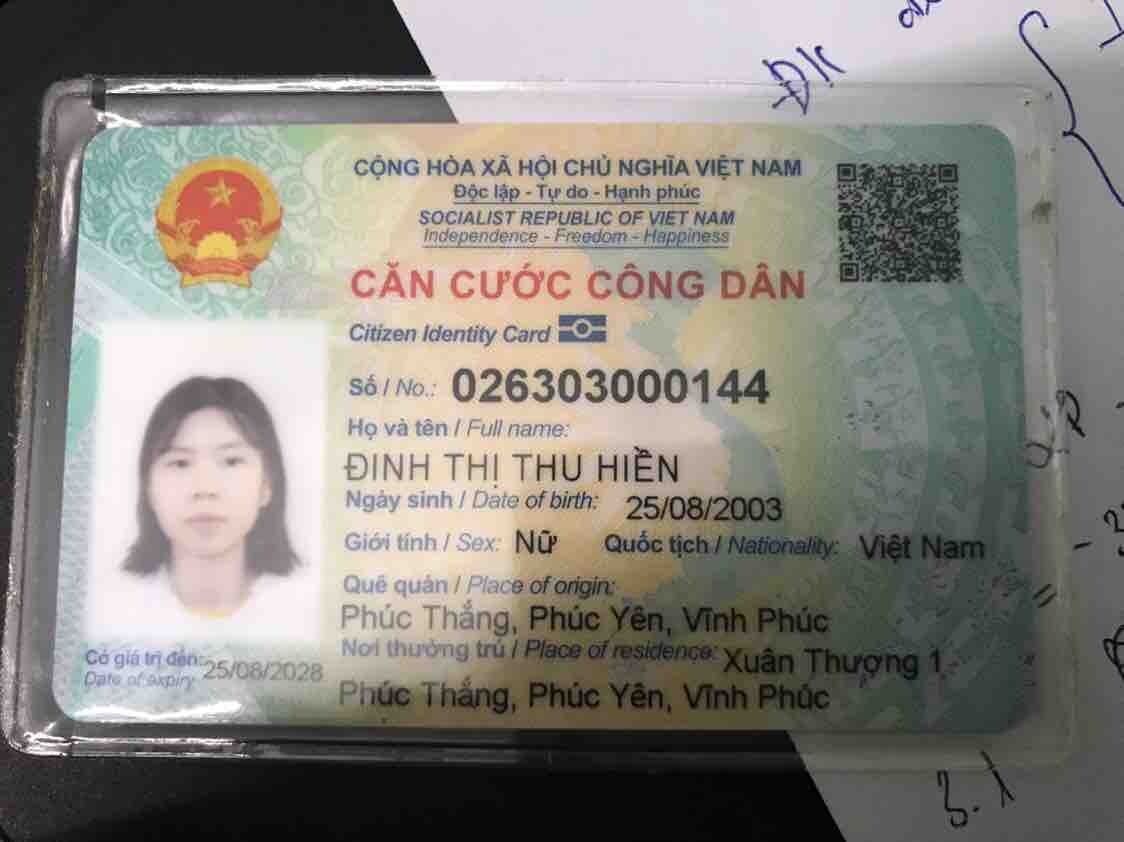 CỘNG HÒA XÃ HỘI CHỦ NGHĨA VIỆT NAM
Độc lập - Tự do - Hạnh phúc
SOCIALIST REPUBLIC OF VIET NAM
Independence - Freedom - Happiness
CĂN CƯỚC CÔNG DÂN
Citizen Identity Card
Số / No.: 026303000144
Họ và tên / Full name:
ĐINH THỊ THU HIỀN
Ngày sinh / Date of birth: 25/08/2003
Giới tính / Sex: Nữ Quốc tịch / Nationality: Việt Nam
Quê quán / Place of origin:
Phúc Thắng, Phúc Yên, Vĩnh Phúc
Nơi thường trú / Place of residence: Xuân Thượng 1
Phúc Thắng, Phúc Yên, Vĩnh Phúc
Có giá trị đến: 25/08/2028
Date of expiry
ĐK
3.1